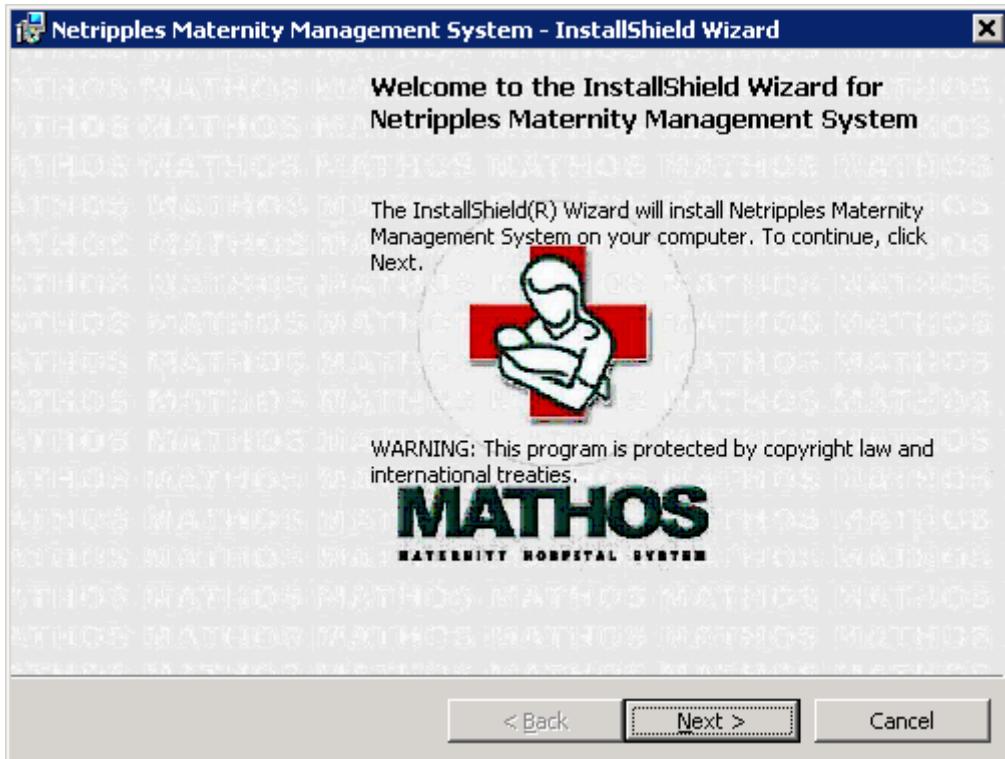 Netripples Maternity Management System - InstallShield Wizard
Welcome to the InstallShield Wizard for
Netripples Maternity Management System
The InstallShield(R) Wizard will install Netripples Maternity
Management System on your computer. To continue, click
Next.
WARNING: This program is protected by copyright law and
international treaties.
MATHOS
MATERNITY HOSPITAL SYSTEM
< Back
Next >
Cancel